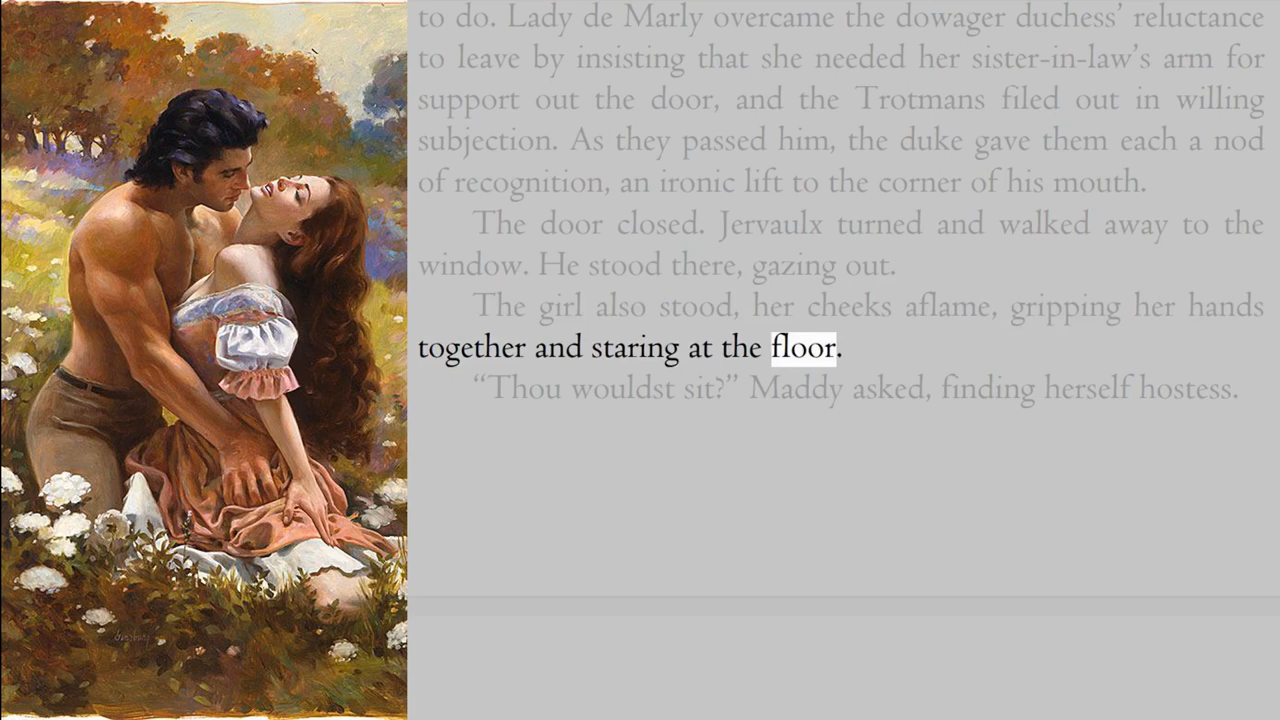 to do. Lady de Marly overcame the dowager duchess’ reluctance
to leave by insisting that she needed her sister-in-law’s arm for
support out the door, and the Trotmans filed out in willing
subjection. As they passed him, the duke gave them each a nod
of recognition, an ironic lift to the corner of his mouth.
The door closed. Jervaulx turned and walked away to the
window. He stood there, gazing out.
The girl also stood, her cheeks aflame, gripping her hands
together and staring at the floor.
“Thou wouldst sit?” Maddy asked, finding herself hostess.